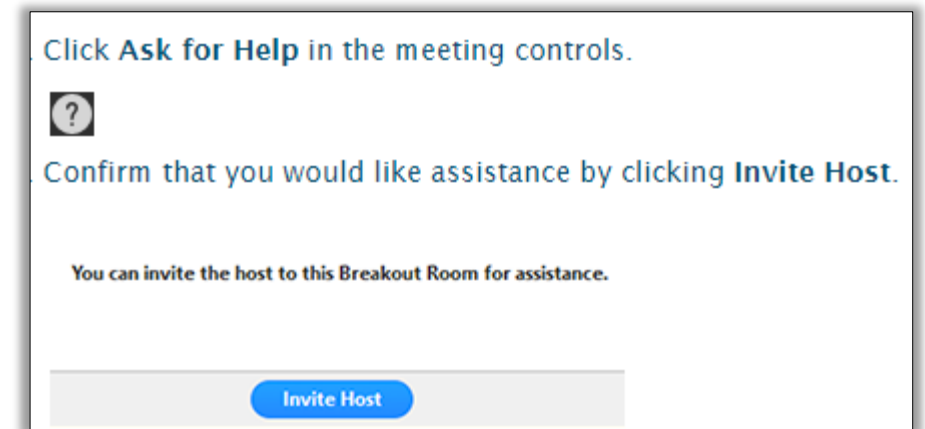 . Click Ask for Help in the meeting controls.
?
. Confirm that you would like assistance by clicking Invite Host.
You can invite the host to this Breakout Room for assistance.
Invite Host